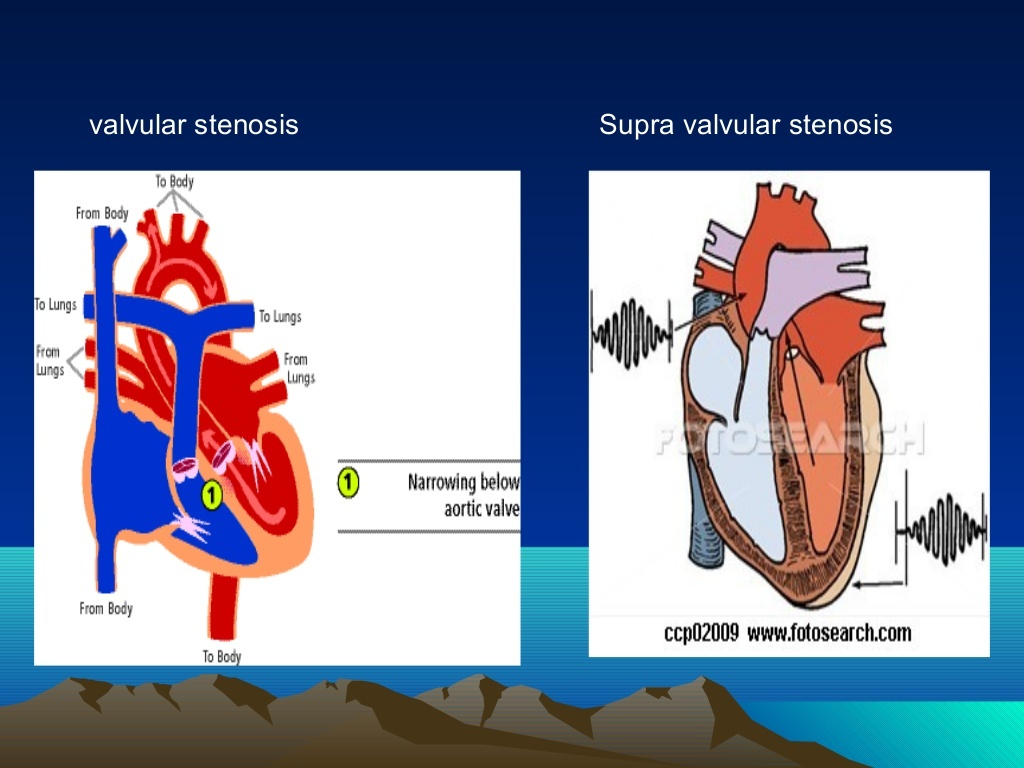 valvular stenosis
Supra valvular stenosis
To Body
From Body
To Lungs
To Lungs
From
Lungs
From
Lungs
1
1
Narrowing below
aortic valve
From Body
To Body
FOTOSEARCH
ccp02009 www.fotosearch.com